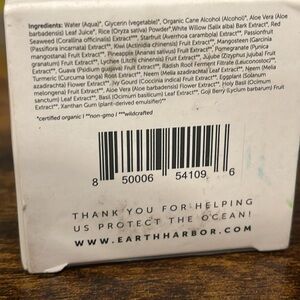 Ingredients: Water (Aqua), Glycerin (vegetable)*, Organic Cane Alcohol (Alcohol)*, Aloe Vera (Aloe
barbadensis) Leaf Juice*, Rice (Oryza sativa) Powder*,White Willow (Salix alba) Bark Extract*, Red
Seaweed (Corallina officinalis) Extract***, Starfruit (Averrhoa carambola) Extract**, Passionfruit
(Passiflora incarnata) Extract**, Kiwi (Actinidia chinensis) Fruit Extract**, Mangosteen (Garcinia
mangostana) Fruit Extract**, Pineapple (Ananas sativus) Fruit Extract**, Pomegranate (Punica
granatum) Fruit Extract**, Lychee (Litchi chinensis) Fruit Extract**, Jujube (Zizyphus jujuba) Fruit
Extract**, Guava (Psidium guajava) Fruit Extract**, Radish Root Ferment Filtrate (Leuconostoc)*,
Turmeric (Curcuma longa) Root Extract**, Neem (Melia azadirachta) Leaf Extract**, Neem (Melia
azadirachta) Flower Extract**, Ivy Gourd (Coccinia indica) Fruit Extract**, Aloe Vera (Aloe
barbadensis) Flower Extract**, Eggplant Fruit Extract**, Holy Basil (Ocimum
sanctum) Leaf Extract**, Basil (Ocimum basilicum) Leaf Extract**, Goji Berry (Lycium barbarum) Fruit
Extract**, Xanthan Gum (plant-derived emulsifier)**
*certified organic / **non-gmo / ***wildcrafted
8 50006 54109 6
THANK YOU FOR HELPING
US PROTECT THE OCEAN!
WWW.EARTHHARBOR.COM